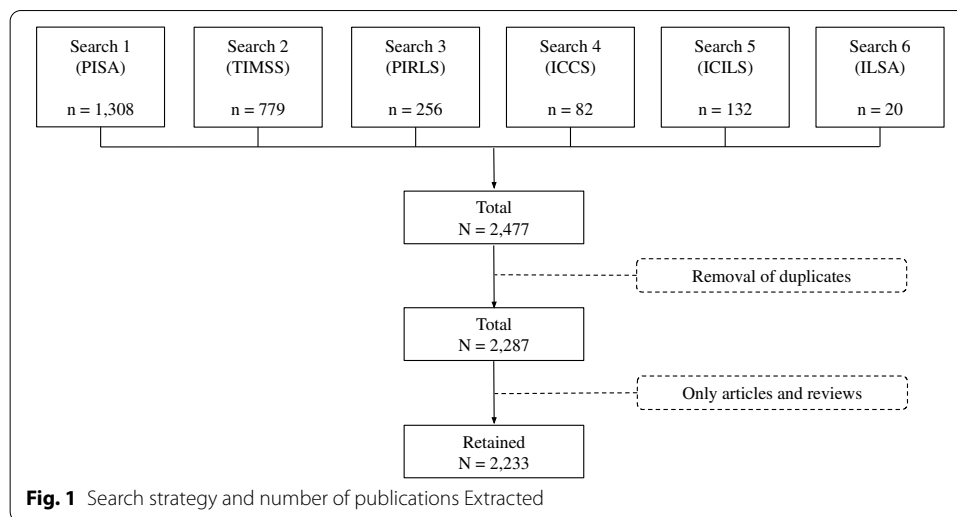 Search 1
(PISA)
n = 1,308
Search 2
(TIMSS)
n = 779
Search 3
(PIRLS)
n = 256
Search 4
(ICCS)
n = 82
Search 5
(ICILS)
n = 132
Search 6
(ILSA)
n = 20
Total
N = 2,477
Removal of duplicates
Total
N = 2,287
Only articles and reviews
Retained
N = 2,233
Fig. 1 Search strategy and number of publications Extracted